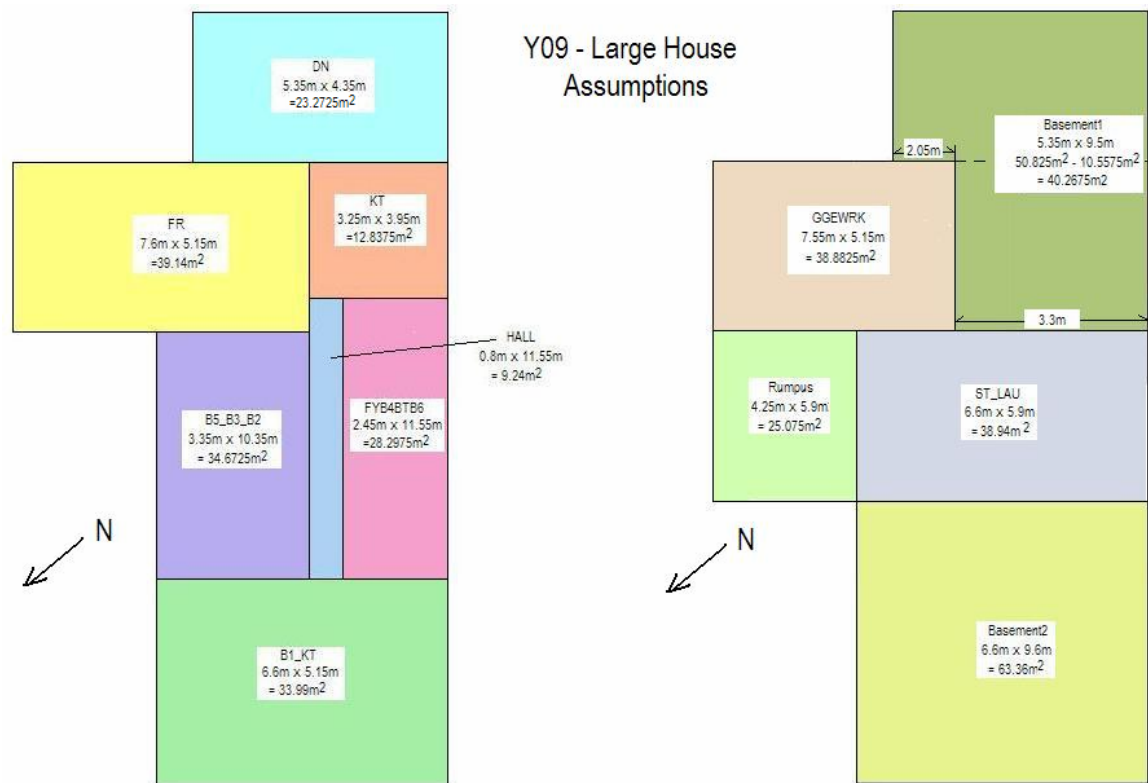 Y09 - Large House
Assumptions
DN
5.35m x 4.35m
=23.2725m²
KT
3.25m x 3.95m
=12.8375m²
FR
7.6m x 5.15m
=39.14m²
HALL
0.8m x 11.55m
= 9.24m²
B5_B3_B2
3.35m x 10.35m
= 34.6725m²
FYB4BTB6
2.45m x 11.55m
=28.2975m²
N
B1_KT
6.6m x 5.15m
= 33.99m²
Basement1
5.35m x 9.5m
50.825m² - 10.5575m²
= 40.2675m2
2.05m
GGEWRK
7.55m x 5.15m
= 38.8825m²
3.3m
Rumpus
4.25m x 5.9m
= 25.075m²
ST_LAU
6.6m x 5.9m
= 38.94m²
N
Basement2
6.6m x 9.6m
= 63.36m²